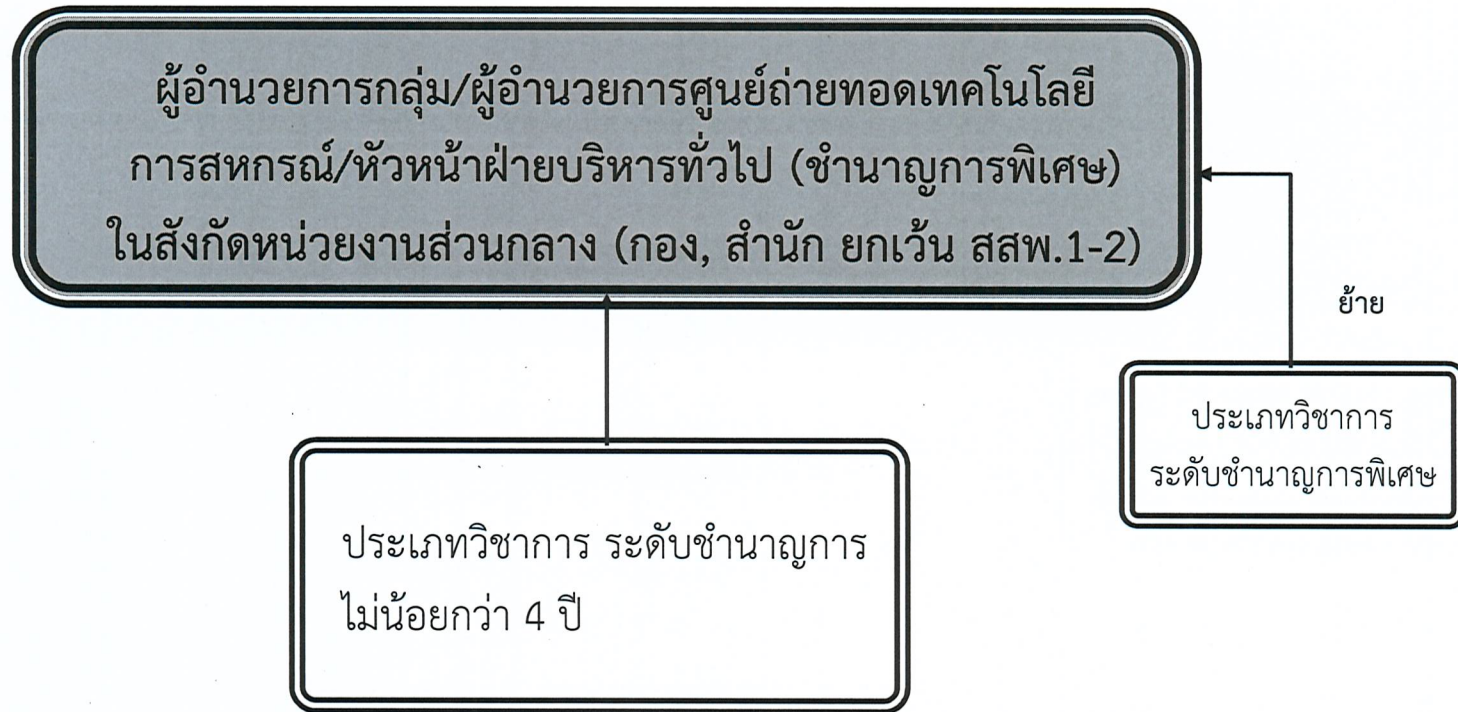 ผู้อำนวยการกลุ่ม/ผู้อำนวยการศูนย์ถ่ายทอดเทคโนโลยี
การสหกรณ์/หัวหน้าฝ่ายบริหารทั่วไป (ชำนาญการพิเศษ)
ในสังกัดหน่วยงานส่วนกลาง (กอง, สำนัก ยกเว้น สสพ.1-2)
ย้าย
ประเภทวิชาการ
ระดับชำนาญการพิเศษ
ประเภทวิชาการ ระดับชำนาญการ
ไม่น้อยกว่า 4 ปี